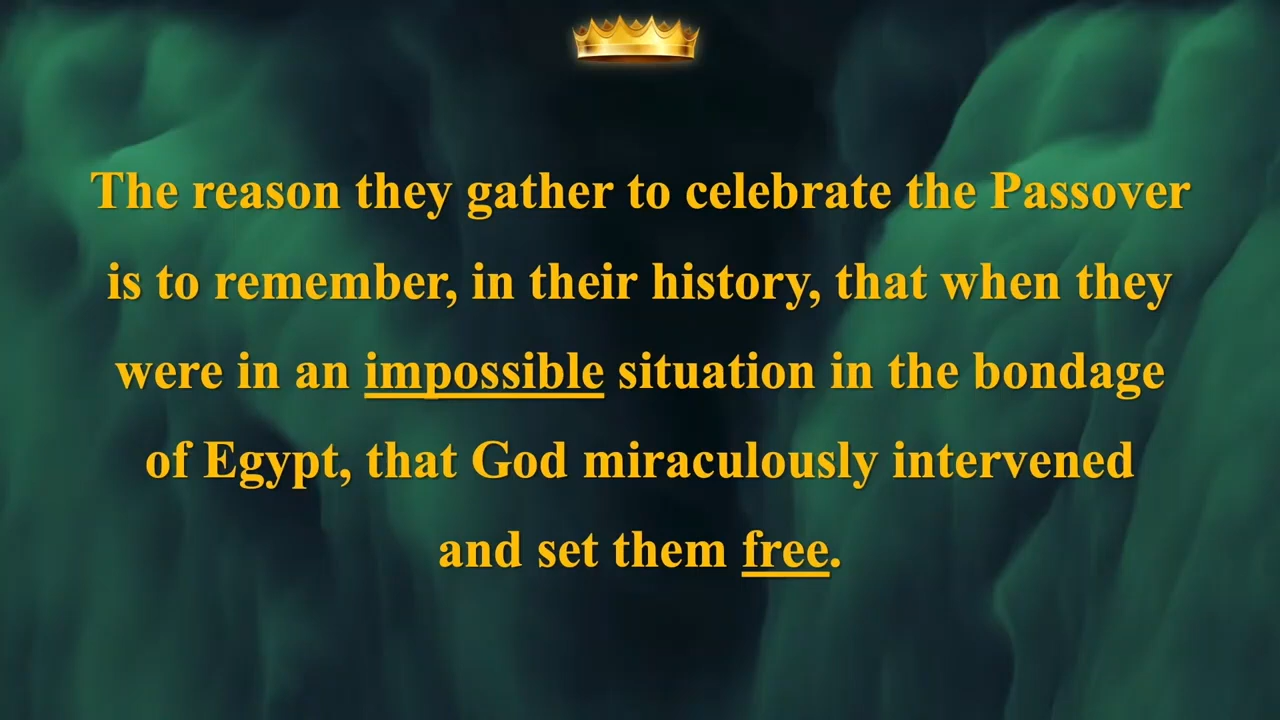 The reason they gather to celebrate the Passover
is to remember, in their history, that when they
were in an impossible situation in the bondage
of Egypt, that God miraculously intervened
and set them free.